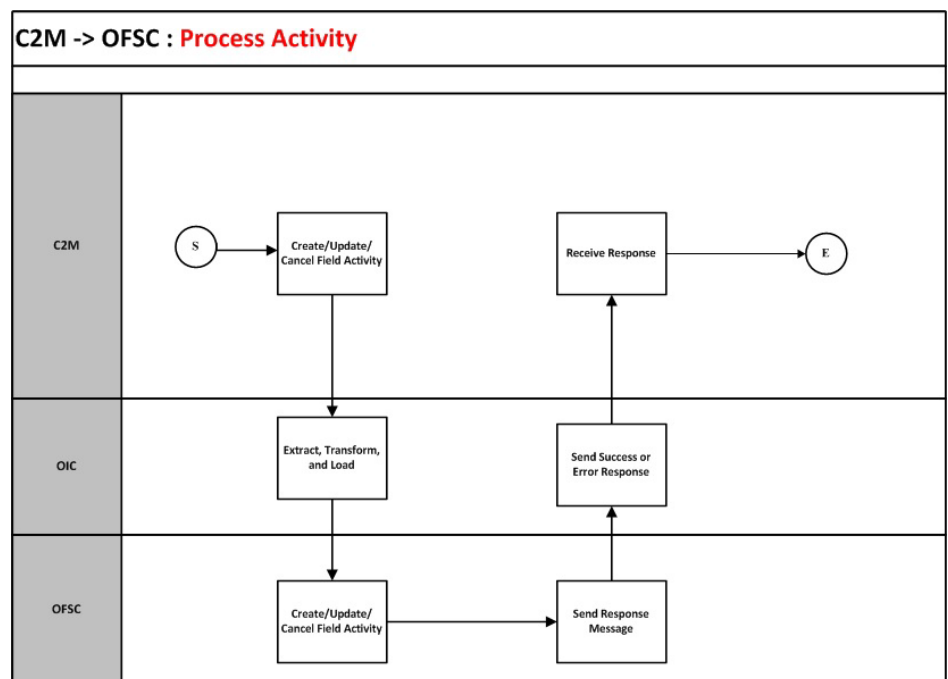 C2M -> OFSC : Process Activity
C2M
S
Create/Update/
Cancel Field Activity
Receive Response
E
OIC
Extract, Transform,
and Load
Send Success or
Error Response
OFSC
Create/Update/
Cancel Field Activity
Send Response
Message